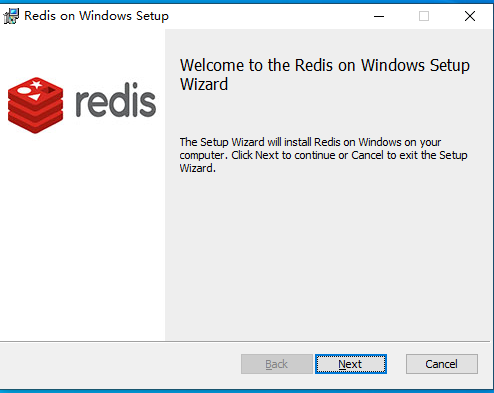 Redis on Windows Setup
Welcome to the Redis on Windows Setup
Wizard
redis
The Setup Wizard will install Redis on Windows on your
computer. Click Next to continue or Cancel to exit the Setup
Wizard.
Back
Next
Cancel